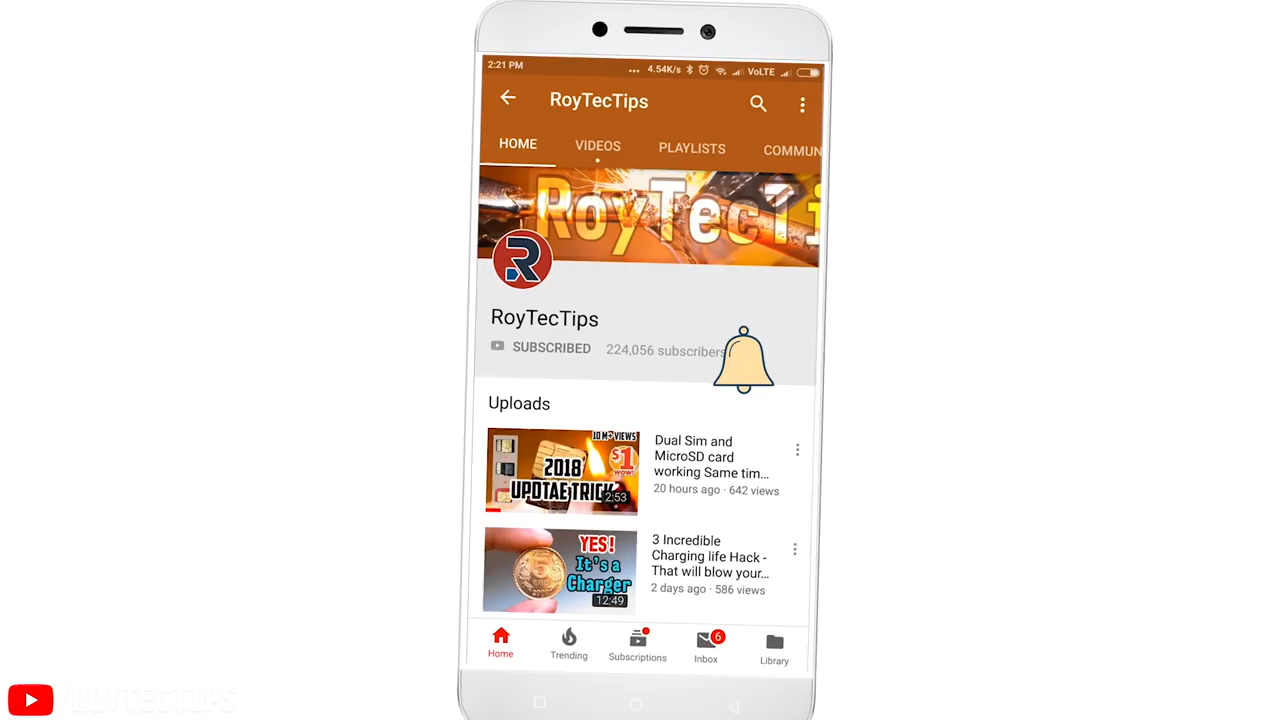 2:21 PM
... 4.54K/s VoLTE
RoyTecTips
HOME VIDEOS PLAYLISTS COMMUN
RoyTecTi
R
RoyTecTips
SUBSCRIBED 224,056 subscribers
Uploads
10 M+ VIEWS
$1
WOW!
2018
UPDTAE TRICK
2:53
Dual Sim and
MicroSD card
working Same tim...
20 hours ago · 642 views
YES!
It's a
Charger
5
12:49
3 Incredible
Charging life Hack -
That will blow your...
2 days ago · 586 views
6
Home Trending Subscriptions Inbox Library
/ROYTECTIPS